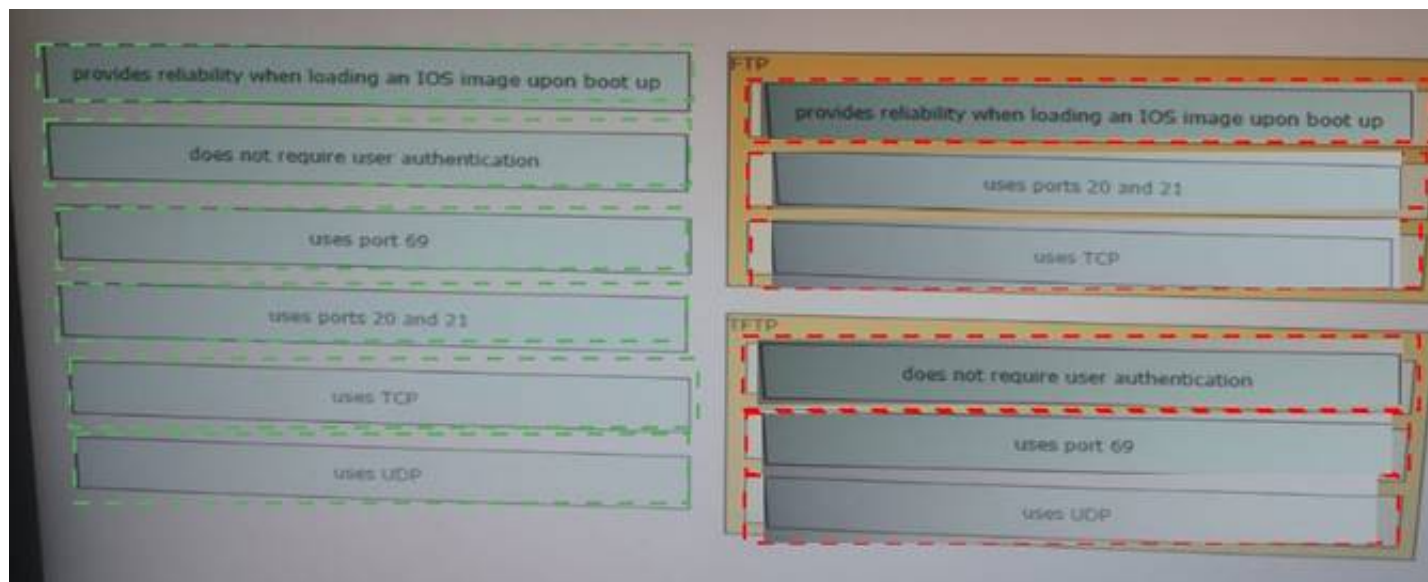 provides reliability when loading an IOS image upon boot up
does not require user authentication
uses port 69
uses ports 20 and 21
uses TCP
uses UDP
FTP
provides reliability when loading an IOS image upon boot up
uses ports 20 and 21
uses TCP
TFTP
does not require user authentication
uses port 69
uses UDP